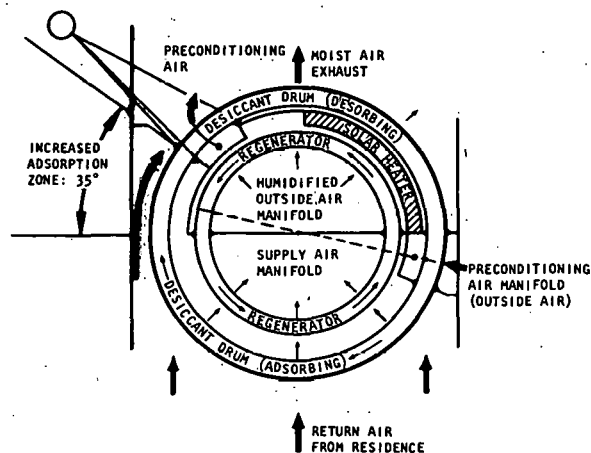 PRECONDITIONING
AIR
MOIST AIR
EXHAUST
DESICCANT DRUM (DESORBING)
SOLAR HEATER
REGENERATOR
INCREASED
ADSORPTION
ZONE: 35°
HUMIDIFIED
OUTSIDE AIR
MANIFOLD
SUPPLY AIR
MANIFOLD
PRECONDITIONING
AIR MANIFOLD
(OUTSIDE AIR)
REGENERATOR
DESICCANT DRUM (ADSORBING)
RETURN AIR
FROM RESIDENCE